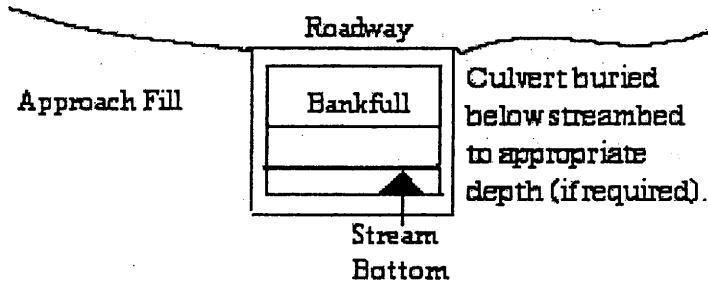 Roadway
Approach Fill
Bankfull
Culvert buried
below streambed
to appropriate
depth (if required).
Stream
Bottom